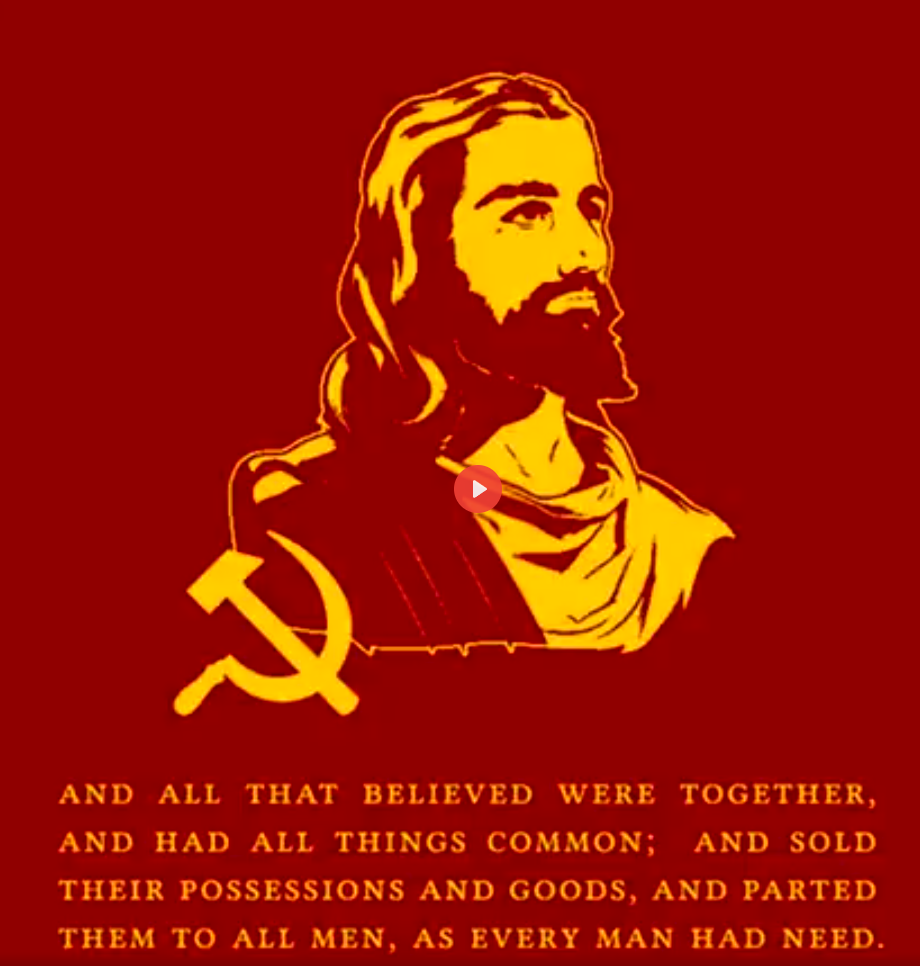 AND ALL THAT BELIEVED WERE TOGETHER,
AND HAD ALL THINGS COMMON; AND SOLD
THEIR POSSESSIONS AND GOODS, AND PARTED
THEM TO ALL MEN, AS EVERY MAN HAD NEED.